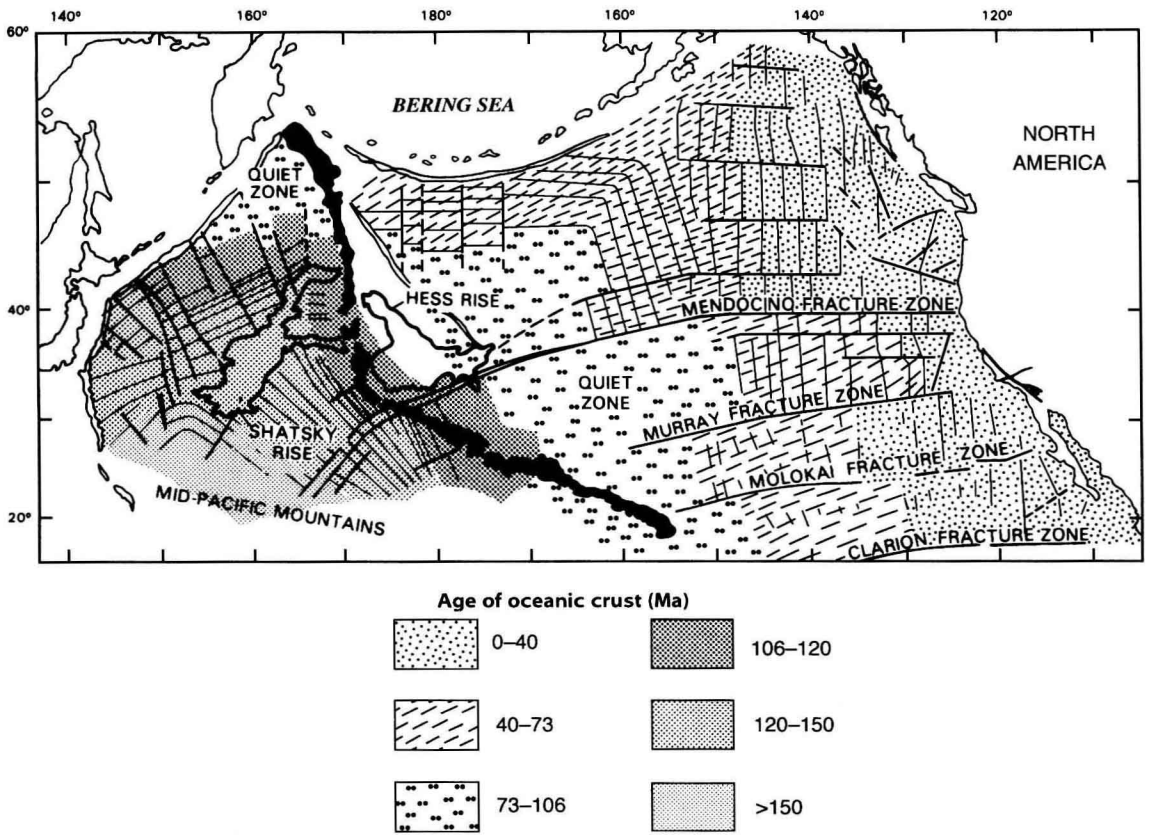 140° 160° 180° 160° 140° 120°
60°
BERING SEA
NORTH
AMERICA
QUIET
ZONE
40°
HESS RISE
MENDOCINO FRACTURE ZONE
QUIET
ZONE
MURRAY FRACTURE ZONE
SHATSKY
RISE
MOLOKAI FRACTURE ZONE
MID-PACIFIC MOUNTAINS
20°
CLARION FRACTURE ZONE
Age of oceanic crust (Ma)
0–40
106–120
40–73
120–150
73–106
>150